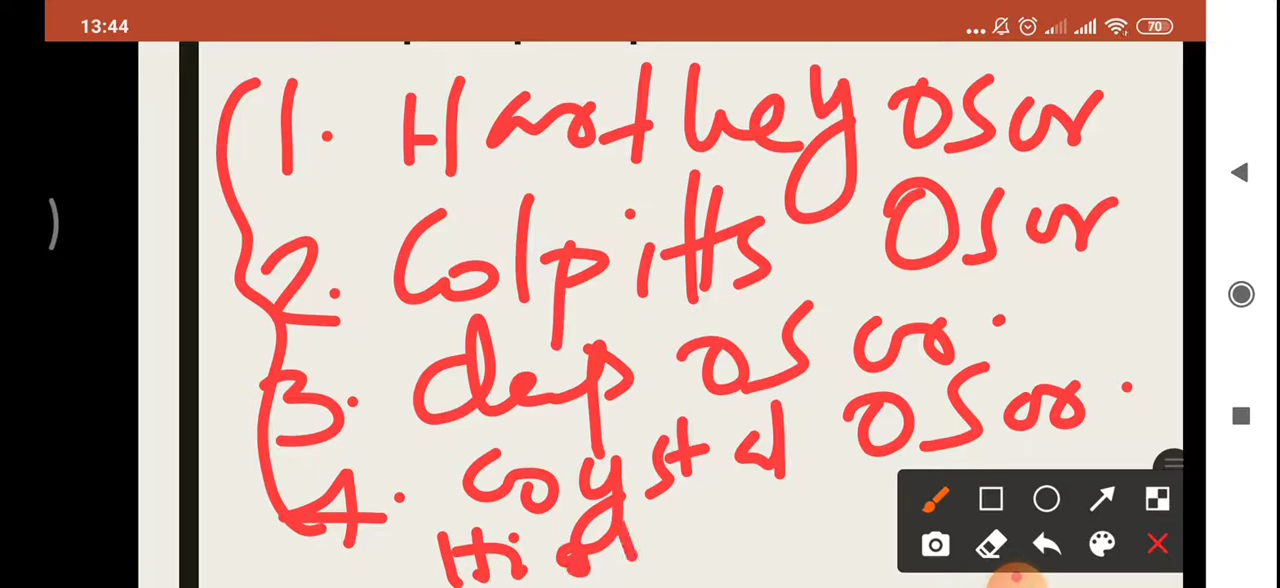 13:44
70
1. Hartley oscr
2. Colpitts Oscr
3. clap oscr.
4. crystal oscr.